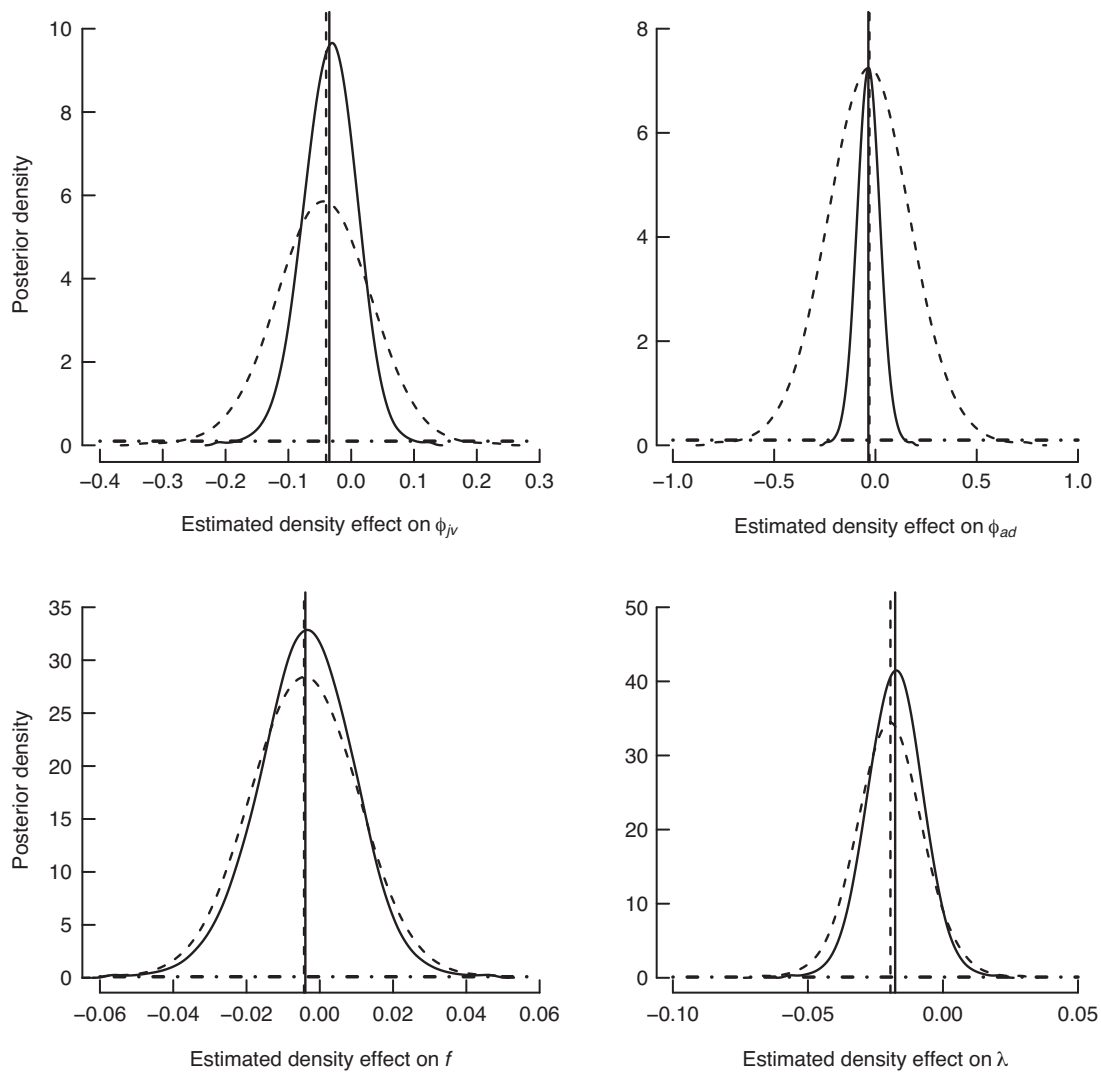 10
8
6
4
2
0
Posterior density
−0.4 −0.3 −0.2 −0.1 0.0 0.1 0.2 0.3
Estimated density effect on ϕjv
8
6
4
2
0
−1.0 −0.5 0.0 0.5 1.0
Estimated density effect on ϕad
35
30
25
20
15
10
5
0
Posterior density
−0.06 −0.04 −0.02 0.00 0.02 0.04 0.06
Estimated density effect on f
50
40
30
20
10
0
−0.10 −0.05 0.00 0.05
Estimated density effect on λ